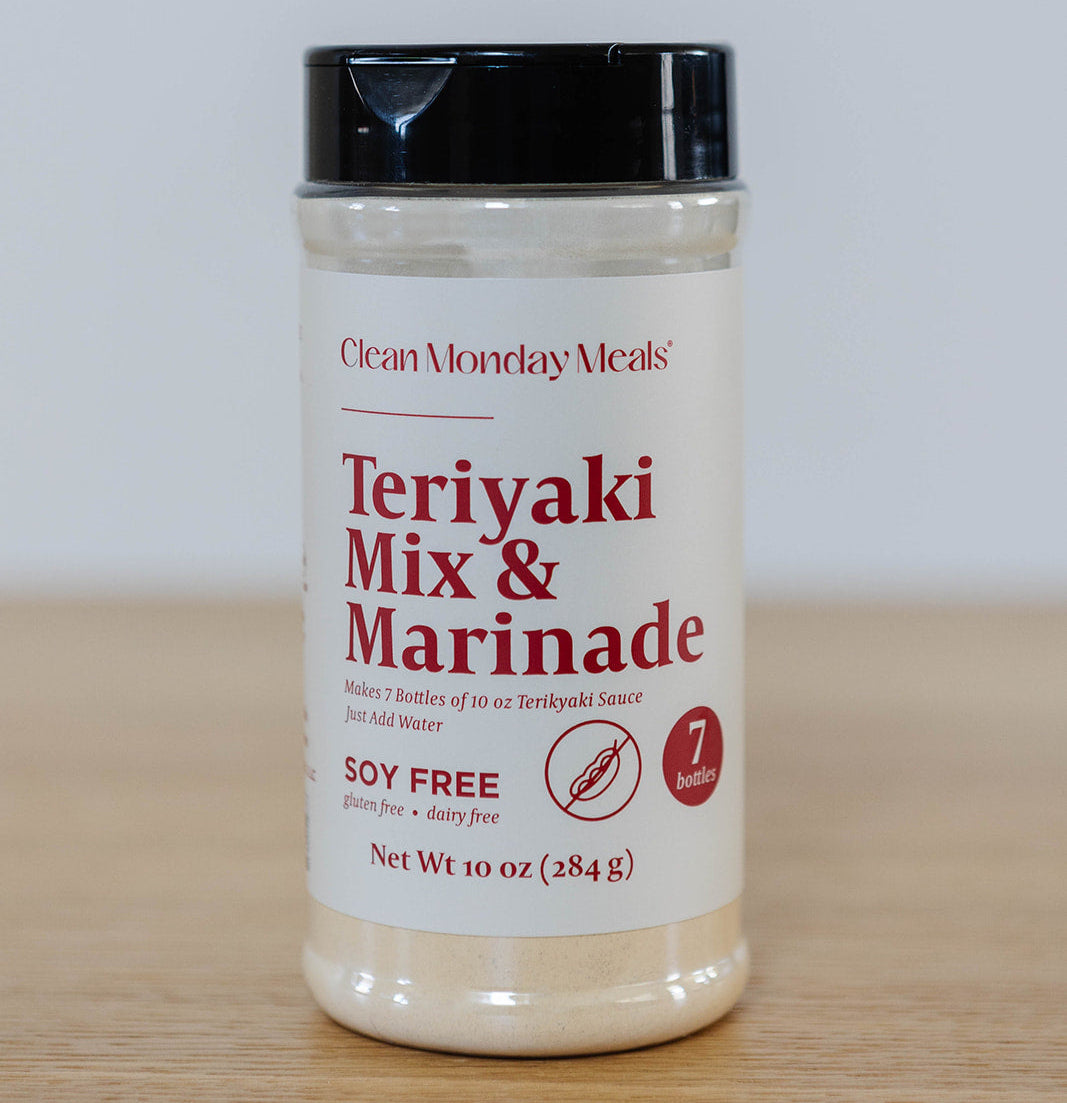 Clean Monday Meals®
Teriyaki
Mix &
Marinade
Makes 7 Bottles of 10 oz Terikyaki Sauce
Just Add Water
7
bottles
SOY FREE
gluten free • dairy free
Net Wt 10 oz (284 g)